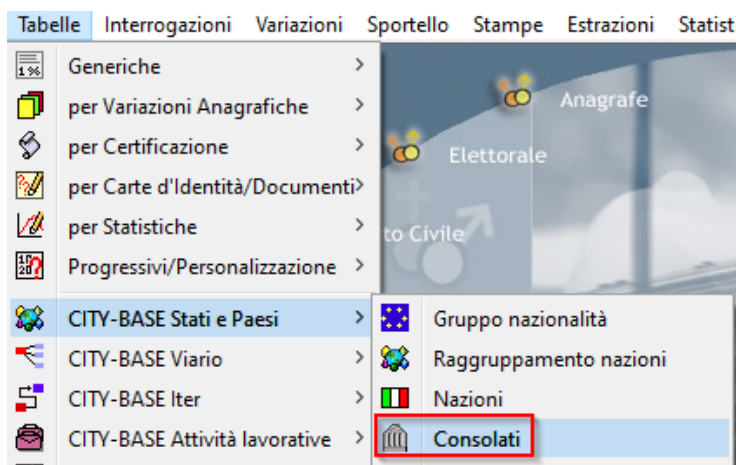 Tabelle Interrogazioni Variazioni Sportello Stampe Estrazioni Statist
Generiche
per Variazioni Anagrafiche
per Certificazione
per Carte d'Identità/Documenti
per Statistiche
Progressivi/Personalizzazione
CITY-BASE Stati e Paesi
CITY-BASE Viario
CITY-BASE Iter
CITY-BASE Attività lavorative
Gruppo nazionalità
Raggruppamento nazioni
Nazioni
Consolati
Anagrafe
Elettorale
to Civile